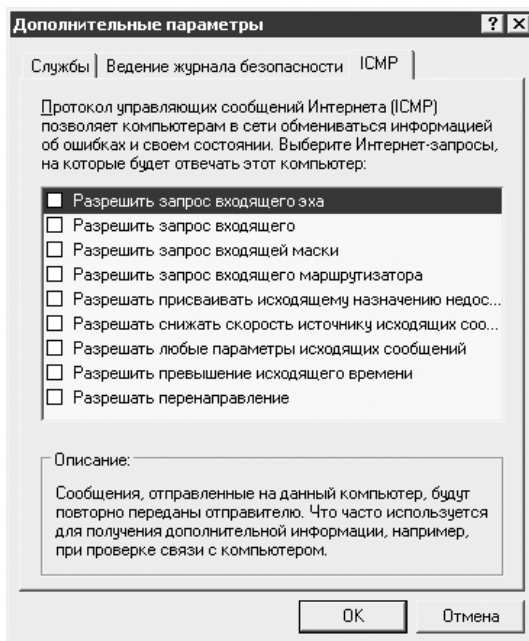 Дополнительные параметры
Службы Ведение журнала безопасности ICMP
Протокол управляющих сообщений Интернета (ICMP)
позволяет компьютерам в сети обмениваться информацией
об ошибках и своем состоянии. Выберите Интернет-запросы,
на которые будет отвечать этот компьютер:
Разрешить запрос входящего эха
Разрешить запрос входящего
Разрешить запрос входящей маски
Разрешить запрос входящего маршрутизатора
Разрешать присваивать исходящему назначению недос...
Разрешать снижать скорость источнику исходящих соо...
Разрешать любые параметры исходящих сообщений
Разрешить превышение исходящего времени
Разрешать перенаправление
Описание:
Сообщения, отправленные на данный компьютер, будут
повторно переданы отправителю. Что часто используется
для получения дополнительной информации, например,
при проверке связи с компьютером.
OK Отмена